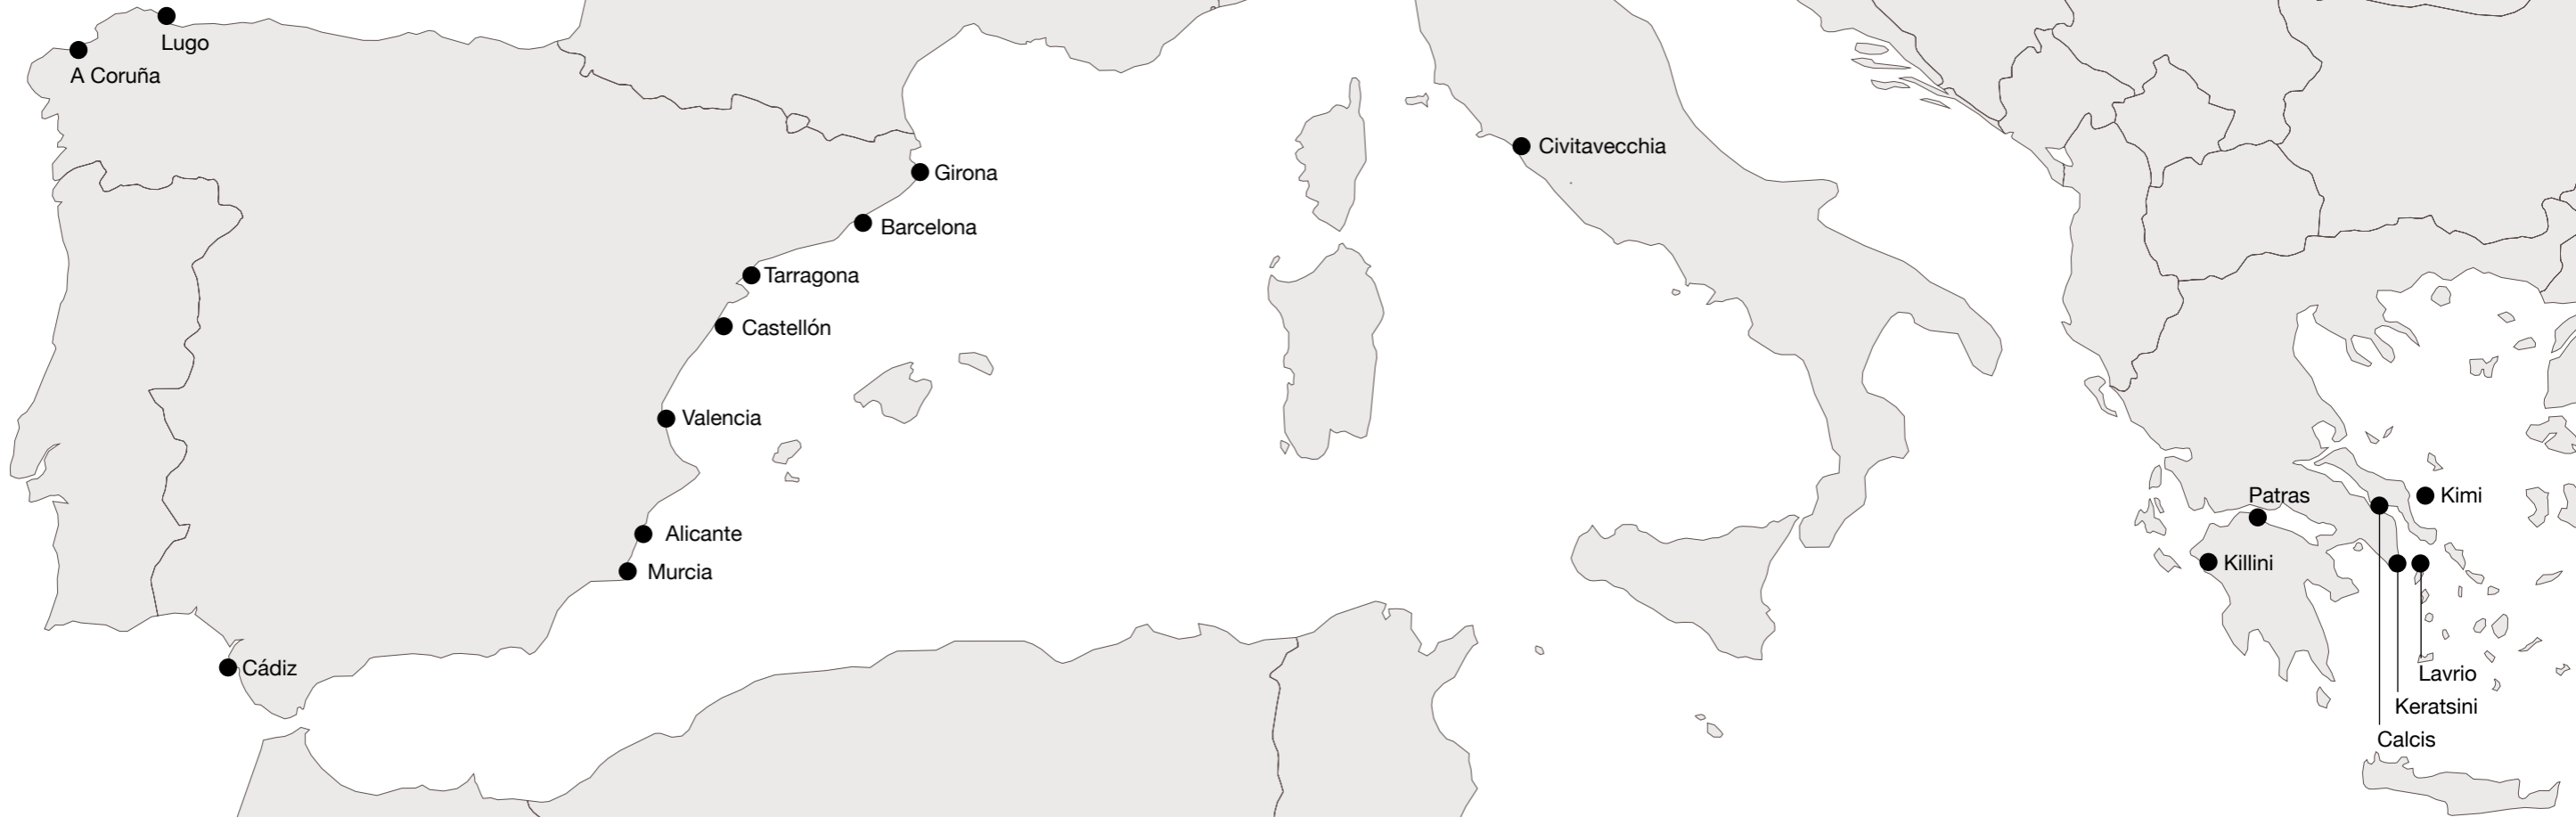 Lugo
A Coruña
Civitavecchia
Girona
Barcelona
Tarragona
Castellón
Valencia
Alicante
Murcia
Cádiz
Patras
Kimi
Killini
Lavrio
Keratsini
Calcis